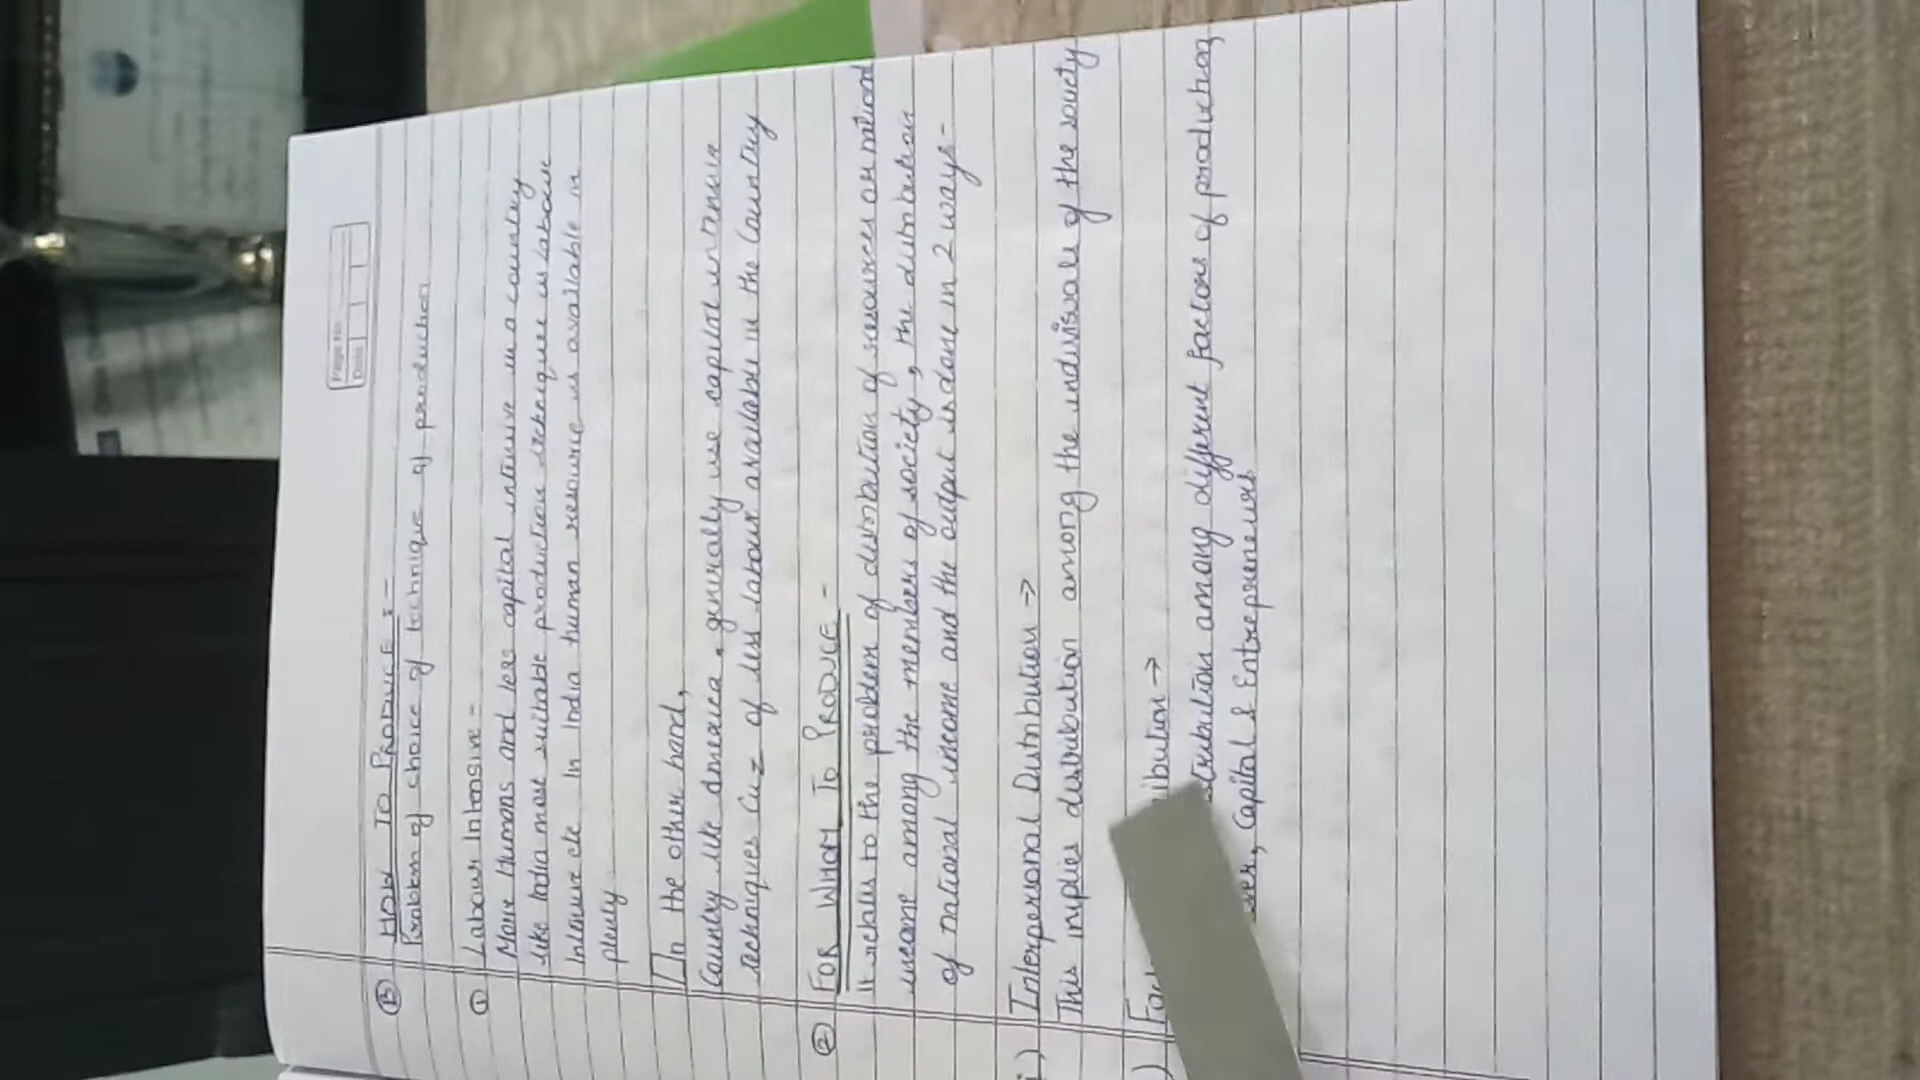 Page No.
Date
(B) HOW TO PRODUCE :-
Problem of choice of technique of production
(1) Labour Intensive -
More Humans and less capital intensive in a country
like India more suitable production technique is labour
Intensive In India human resource is available in
plenty
In the other hand,
Country like America, generally use capital intensive
techniques Cuz of less labour available in the Country
FOR WHOM TO PRODUCE -
It relates to the problem of distribution of resources or national
income among the members of society, the distribution
of national income and the output is done in 2 ways -
i) Interpersonal Distribution ->
This implies distribution among the indivisuals of the society
ibution ->
stribution among different factors of production,
Capital & Entrepreneurs